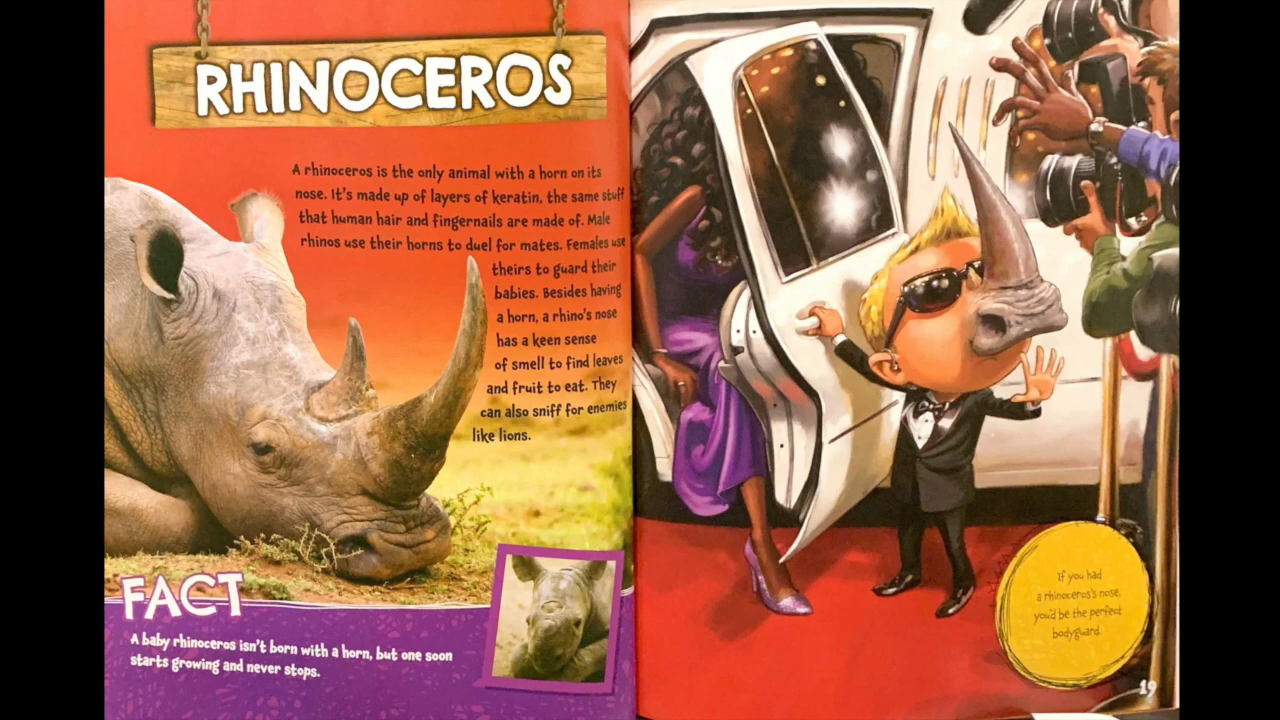 RHINOCEROS
A rhinoceros is the only animal with a horn on its
nose. It's made up of layers of keratin, the same stuff
that human hair and fingernails are made of. Male
rhinos use their horns to duel for mates. Females use
theirs to guard their
babies. Besides having
a horn, a rhino's nose
has a keen sense
of smell to find leaves
and fruit to eat. They
can also sniff for enemies
like lions.
FACT
A baby rhinoceros isn't born with a horn, but one soon
starts growing and never stops.
If you had
a rhinoceros's nose,
you'd be the perfect
bodyguard.
19